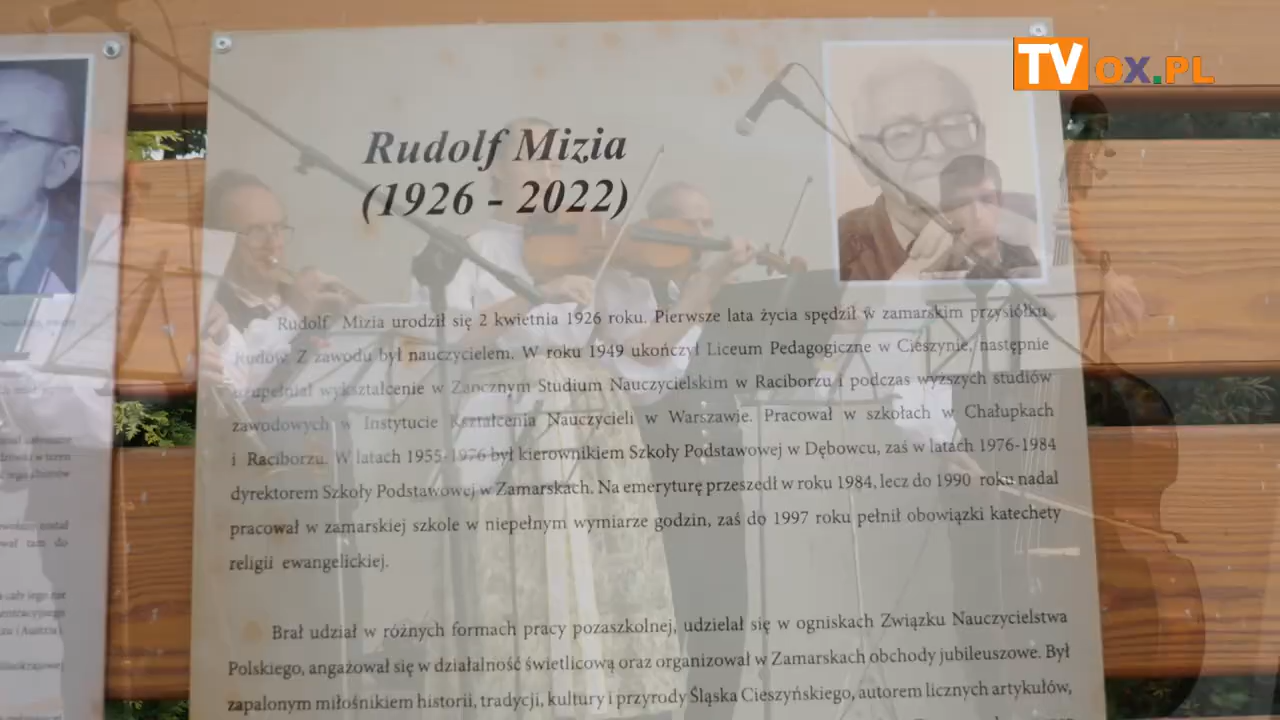 TVOX.PL
Rudolf Mizia
(1926 - 2022)
Rudolf Mizia urodził się 2 kwietnia 1926 roku. Pierwsze lata życia spędził w zamarskim przysiółku
Rudów. Z zawodu był nauczycielem. W roku 1949 ukończył Liceum Pedagogiczne w Cieszynie, następnie
uzupełniał wykształcenie w Zaocznym Studium Nauczycielskim w Raciborzu i podczas wyższych studiów
zawodowych w Instytucie Kształcenia Nauczycieli w Warszawie. Pracował w szkołach w Chałupkach
i Raciborzu. W latach 1955-1976 był kierownikiem Szkoły Podstawowej w Dębowcu, zaś w latach 1976-1984
dyrektorem Szkoły Podstawowej w Zamarskach. Na emeryturę przeszedł w roku 1984, lecz do 1990 roku nadal
pracował w zamarskiej szkole w niepełnym wymiarze godzin, zaś do 1997 roku pełnił obowiązki katechety
religii ewangelickiej.
Brał udział w różnych formach pracy pozaszkolnej, udzielał się w ogniskach Związku Nauczycielstwa
Polskiego, angażował się w działalność świetlicową oraz organizował w Zamarskach obchody jubileuszowe. Był
zapalonym miłośnikiem historii, tradycji, kultury i przyrody Śląska Cieszyńskiego, autorem licznych artykułów,